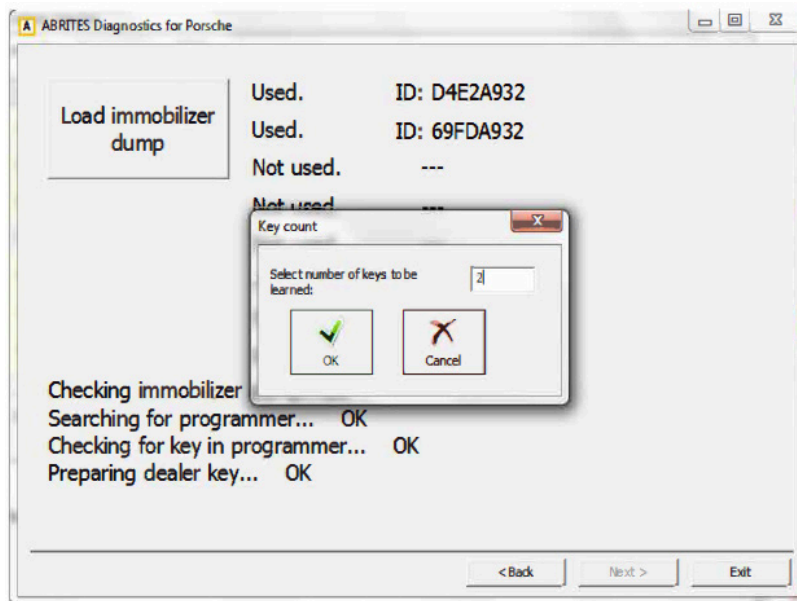 A ABRITES Diagnostics for Porsche
Load immobilizer
dump
Used. ID: D4E2A932
Used. ID: 69FDA932
Not used. ---
Not used. ---
Key count
Select number of keys to be
learned:
2
OK
Cancel
Checking immobilizer
Searching for programmer... OK
Checking for key in programmer... OK
Preparing dealer key... OK
< Back
Next >
Exit